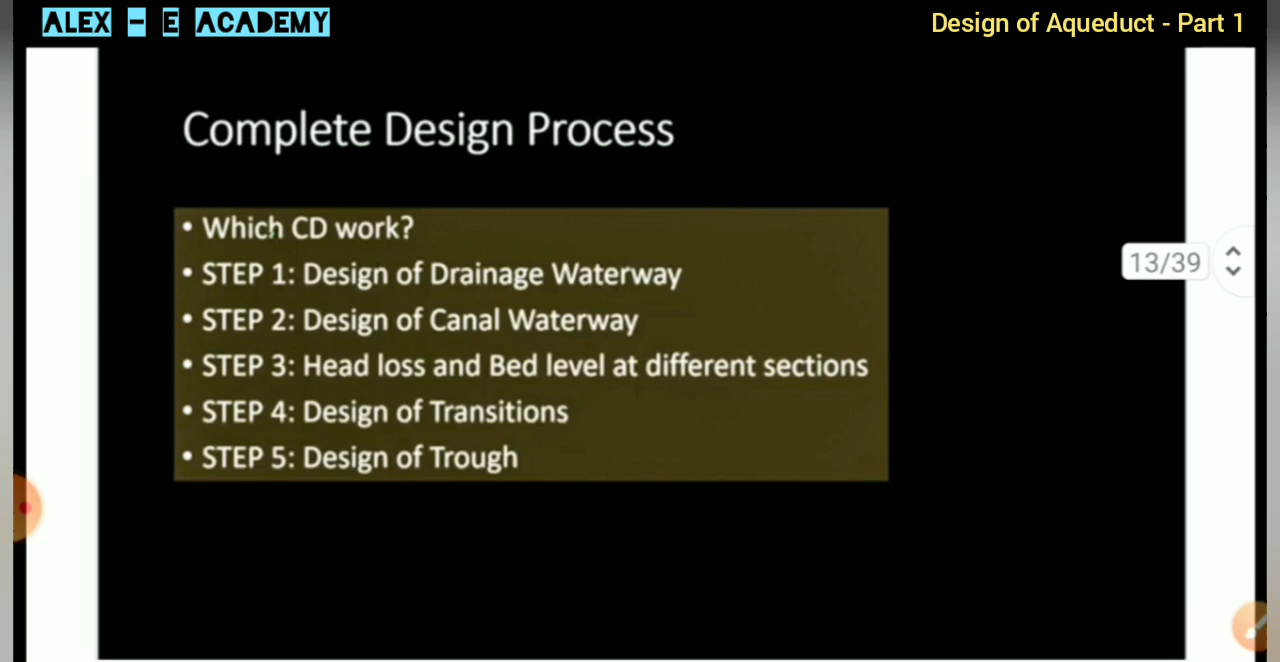 ALEX - E ACADEMY
Design of Aqueduct - Part 1
Complete Design Process
• Which CD work?
• STEP 1: Design of Drainage Waterway
13/39
• STEP 2: Design of Canal Waterway
• STEP 3: Head loss and Bed level at different sections
• STEP 4: Design of Transitions
• STEP 5: Design of Trough